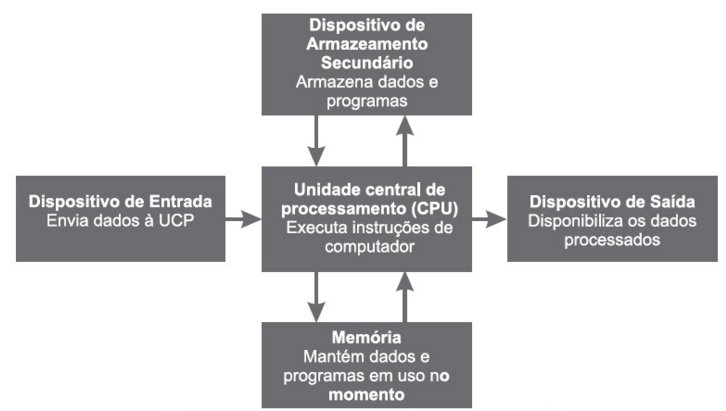 Dispositivo de
Armazeamento
Secundário
Armazena dados e
programas
Dispositivo de Entrada
Envia dados à UCP
Unidade central de
processamento (CPU)
Executa instruções de
computador
Dispositivo de Saída
Disponibiliza os dados
processados
Memória
Mantém dados e
programas em uso no
momento